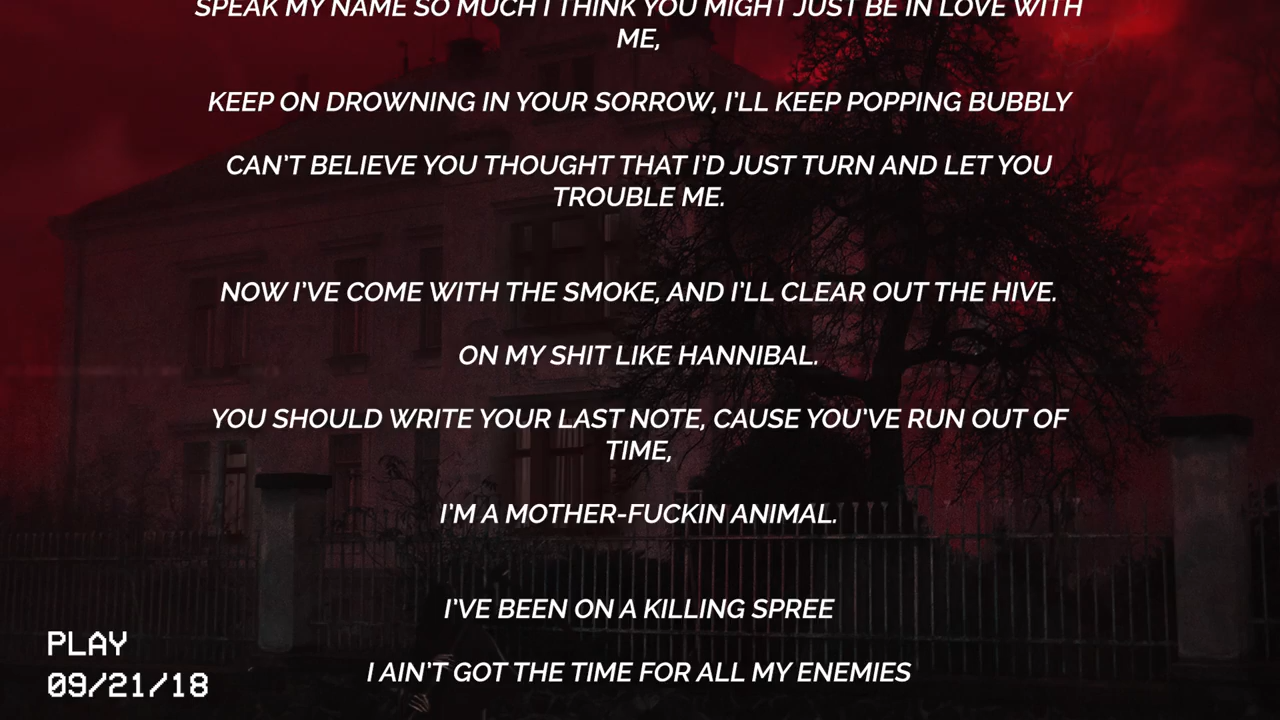 SPEAK MY NAME SO MUCH I THINK YOU MIGHT JUST BE IN LOVE WITH
ME,
KEEP ON DROWNING IN YOUR SORROW, I'LL KEEP POPPING BUBBLY
CAN'T BELIEVE YOU THOUGHT THAT I'D JUST TURN AND LET YOU
TROUBLE ME.
NOW I'VE COME WITH THE SMOKE, AND I'LL CLEAR OUT THE HIVE.
ON MY SHIT LIKE HANNIBAL.
YOU SHOULD WRITE YOUR LAST NOTE, CAUSE YOU'VE RUN OUT OF
TIME,
I'M A MOTHER-FUCKIN ANIMAL.
I'VE BEEN ON A KILLING SPREE
I AIN'T GOT THE TIME FOR ALL MY ENEMIES
PLAY
09/21/18